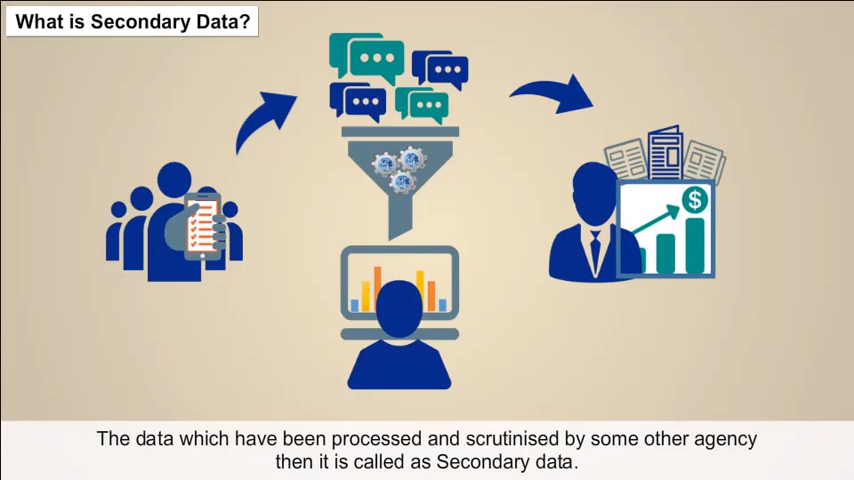 What is Secondary Data?
$
The data which have been processed and scrutinised by some other agency
then it is called as Secondary data.